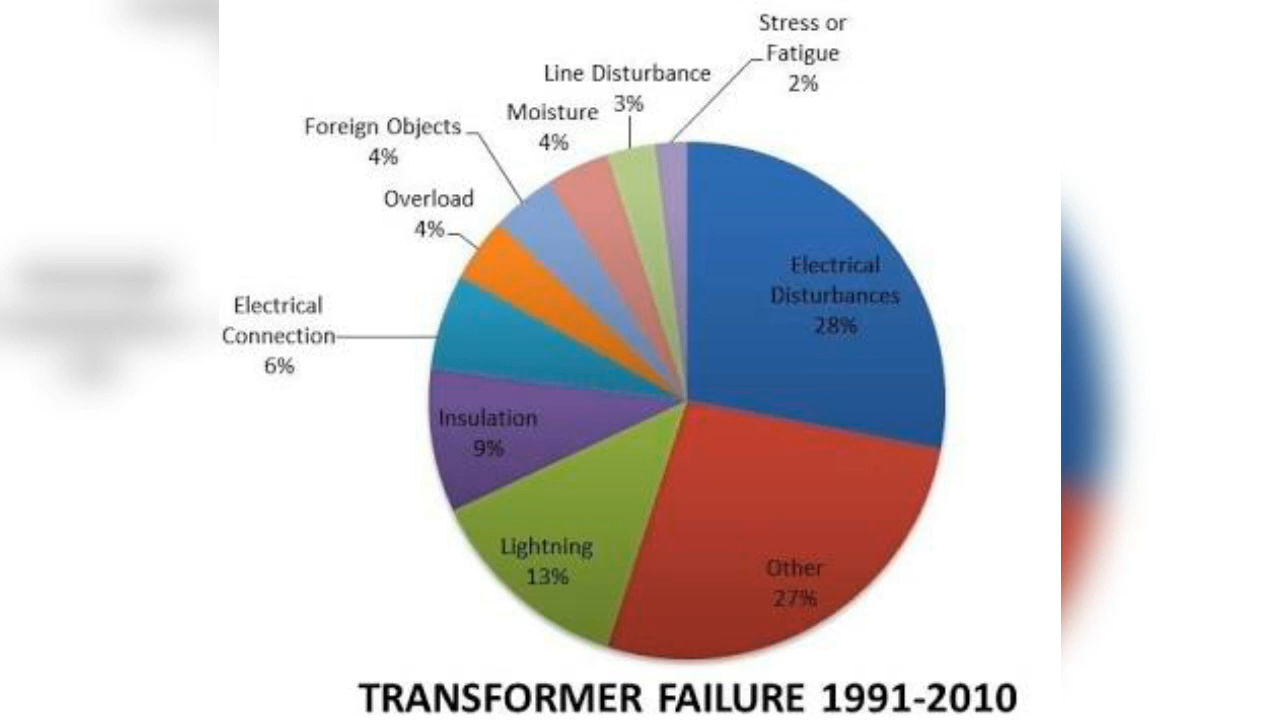 Stress or
Fatigue
2%
Line Disturbance
3%
Moisture
4%
Foreign Objects
4%
Overload
4%
Electrical
Connection
6%
Electrical
Disturbances
28%
Insulation
9%
Lightning
13%
Other
27%
TRANSFORMER FAILURE 1991-2010